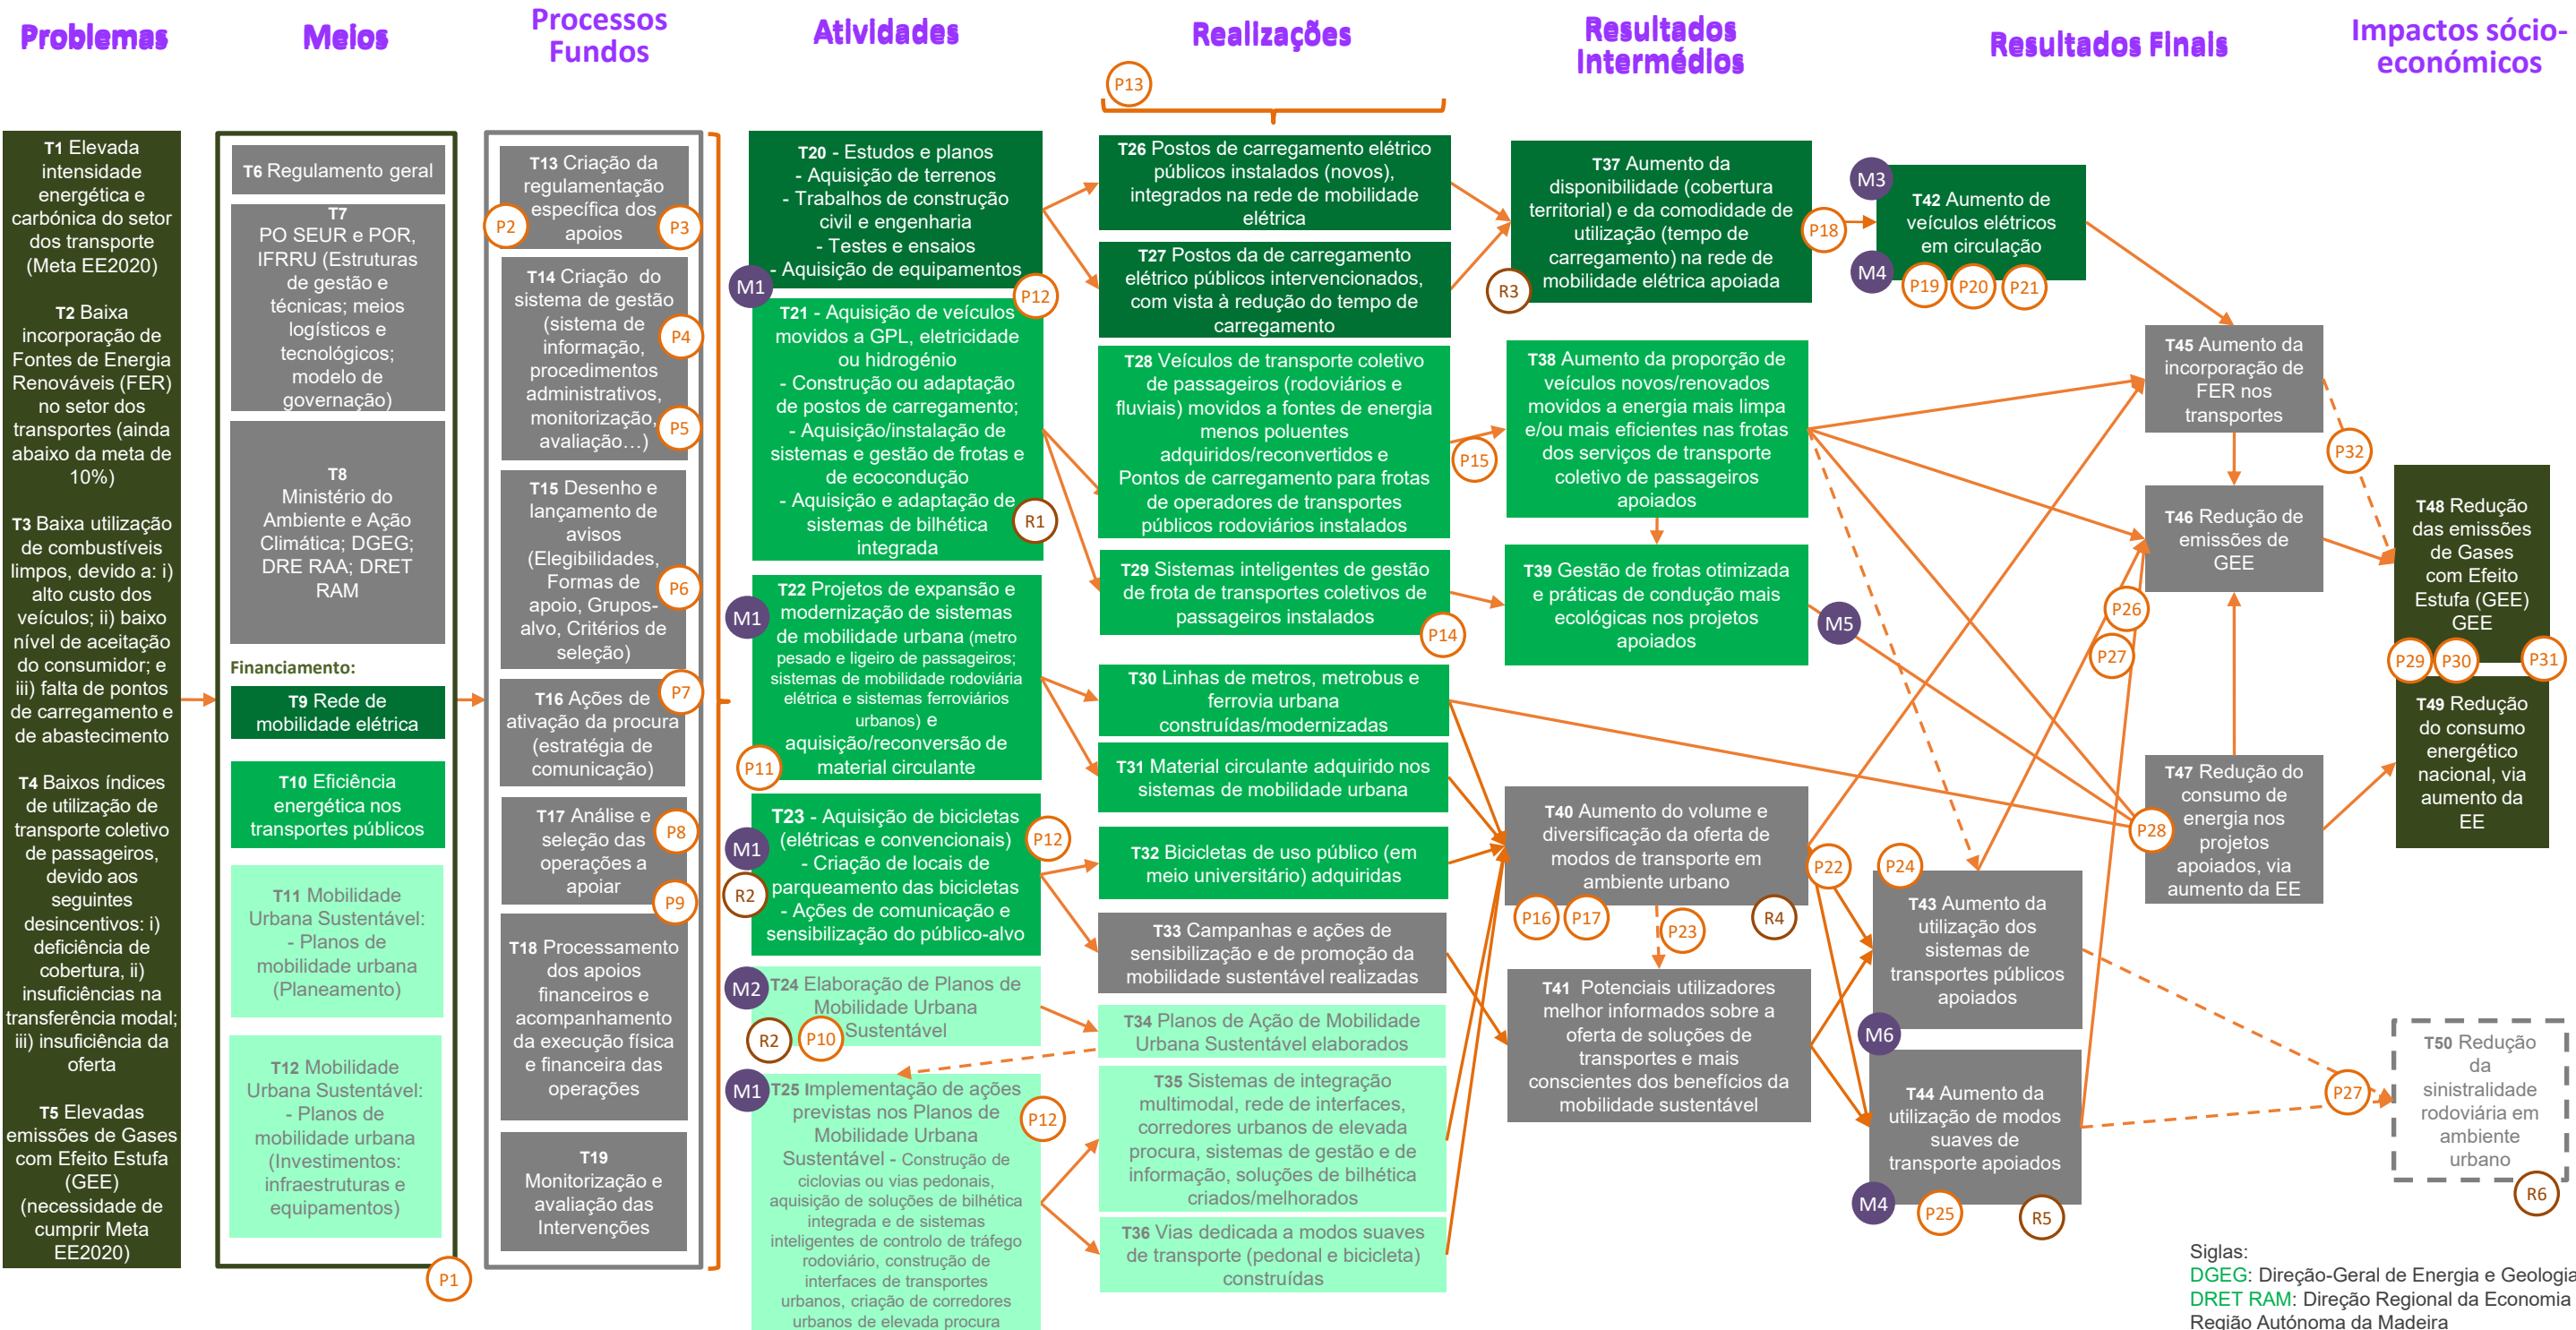 Problemas
Meios
Processos
Fundos
Atividades
Realizações
Resultados
Intermédios
Resultados Finais
Impactos sócio-
económicos
T1 Elevada
intensidade
energética e
carbónica do setor
dos transporte
(Meta EE2020)
T2 Baixa
incorporação de
Fontes de Energia
Renováveis (FER)
no setor dos
transportes (ainda
abaixo da meta de
10%)
T3 Baixa utilização
de combustíveis
limpos, devido a: i)
alto custo dos
veículos; ii) baixo
nível de aceitação
do consumidor; e
iii) falta de pontos
de carregamento e
de abastecimento
T4 Baixos índices
de utilização de
transporte coletivo
de passageiros,
devido aos
seguintes
desincentivos: i)
deficiência de
cobertura, ii)
insuficiências na
transferência modal;
iii) insuficiência da
oferta
T5 Elevadas
emissões de Gases
com Efeito Estufa
(GEE)
(necessidade de
cumprir Meta
EE2020)
T6 Regulamento geral
T7
PO SEUR e POR,
IFRRU (Estruturas
de gestão e
técnicas; meios
logísticos e
tecnológicos;
modelo de
governação)
T8
Ministério do
Ambiente e Ação
Climática; DGEG;
DRE RAA; DRET
RAM
Financiamento:
T9 Rede de
mobilidade elétrica
T10 Eficiência
energética nos
transportes públicos
T11 Mobilidade
Urbana Sustentável:
- Planos de
mobilidade urbana
(Planeamento)
T12 Mobilidade
Urbana Sustentável:
- Planos de
mobilidade urbana
(Investimentos:
infraestruturas e
equipamentos)
P1
T13 Criação da
regulamentação
específica dos
apoios
P2
P3
T14 Criação do
sistema de gestão
(sistema de
informação,
procedimentos
administrativos,
monitorização,
avaliação…)
P4
P5
T15 Desenho e
lançamento de
avisos
(Elegibilidades,
Formas de
apoio, Grupos-
alvo, Critérios de
seleção)
P6
T16 Ações de
ativação da procura
(estratégia de
comunicação)
P7
T17 Análise e
seleção das
operações a
apoiar
P8
P9
T18 Processamento
dos apoios
financeiros e
acompanhamento
da execução física
e financeira das
operações
T19
Monitorização e
avaliação das
Intervenções
T20 - Estudos e planos
- Aquisição de terrenos
- Trabalhos de construção
civil e engenharia
- Testes e ensaios
- Aquisição de equipamentos
M1
P12
T21 - Aquisição de veículos
movidos a GPL, eletricidade
ou hidrogénio
- Construção ou adaptação
de postos de carregamento;
- Aquisição/instalação de
sistemas e gestão de frotas e
de ecocondução
- Aquisição e adaptação de
sistemas de bilhética
integrada
R1
T22 Projetos de expansão e
modernização de sistemas
de mobilidade urbana (metro
pesado e ligeiro de passageiros;
sistemas de mobilidade rodoviária
elétrica e sistemas ferroviários
urbanos) e
aquisição/reconversão de
material circulante
M1
P11
T23 - Aquisição de bicicletas
(elétricas e convencionais)
- Criação de locais de
parqueamento das bicicletas
- Ações de comunicação e
sensibilização do público-alvo
M1
P12
R2
T24 Elaboração de Planos de
Mobilidade Urbana
Sustentável
M2
R2
P10
T25 Implementação de ações
previstas nos Planos de
Mobilidade Urbana
Sustentável - Construção de
ciclovias ou vias pedonais,
aquisição de soluções de bilhética
integrada e de sistemas
inteligentes de controlo de tráfego
rodoviário, construção de
interfaces de transportes
urbanos, criação de corredores
urbanos de elevada procura
M1
P12
P13
T26 Postos de carregamento elétrico
públicos instalados (novos),
integrados na rede de mobilidade
elétrica
T27 Postos da de carregamento
elétrico públicos intervencionados,
com vista à redução do tempo de
carregamento
T28 Veículos de transporte coletivo
de passageiros (rodoviários e
fluviais) movidos a fontes de energia
menos poluentes
adquiridos/reconvertidos e
Pontos de carregamento para frotas
de operadores de transportes
públicos rodoviários instalados
P15
T29 Sistemas inteligentes de gestão
de frota de transportes coletivos de
passageiros instalados
P14
T30 Linhas de metros, metrobus e
ferrovia urbana
construídas/modernizadas
T31 Material circulante adquirido nos
sistemas de mobilidade urbana
T32 Bicicletas de uso público (em
meio universitário) adquiridas
T33 Campanhas e ações de
sensibilização e de promoção da
mobilidade sustentável realizadas
T34 Planos de Ação de Mobilidade
Urbana Sustentável elaborados
T35 Sistemas de integração
multimodal, rede de interfaces,
corredores urbanos de elevada
procura, sistemas de gestão e de
informação, soluções de bilhética
criados/melhorados
T36 Vias dedicada a modos suaves
de transporte (pedonal e bicicleta)
construídas
T37 Aumento da
disponibilidade (cobertura
territorial) e da comodidade de
utilização (tempo de
carregamento) na rede de
mobilidade elétrica apoiada
R3
P18
T38 Aumento da proporção de
veículos novos/renovados
movidos a energia mais limpa
e/ou mais eficientes nas frotas
dos serviços de transporte
coletivo de passageiros
apoiados
T39 Gestão de frotas otimizada
e práticas de condução mais
ecológicas nos projetos
apoiados
M5
T40 Aumento do volume e
diversificação da oferta de
modos de transporte em
ambiente urbano
P16
P17
P23
R4
P22
T41 Potenciais utilizadores
melhor informados sobre a
oferta de soluções de
transportes e mais
conscientes dos benefícios da
mobilidade sustentável
M3
T42 Aumento de
veículos elétricos
em circulação
M4
P19
P20
P21
P24
T43 Aumento da
utilização dos
sistemas de
transportes públicos
apoiados
M6
T44 Aumento da
utilização de modos
suaves de
transporte apoiados
M4
P25
R5
T45 Aumento da
incorporação de
FER nos
transportes
P32
T46 Redução de
emissões de
GEE
P26
P27
T47 Redução do
consumo de
energia nos
projetos
apoiados, via
aumento da EE
P28
T48 Redução
das emissões
de Gases
com Efeito
Estufa (GEE)
GEE
P29
P30
P31
T49 Redução
do consumo
energético
nacional, via
aumento da
EE
P27
T50 Redução
da
sinistralidade
rodoviária em
ambiente
urbano
R6
Siglas:
DGEG: Direção-Geral de Energia e Geologia
DRET RAM: Direção Regional da Economia
Região Autónoma da Madeira